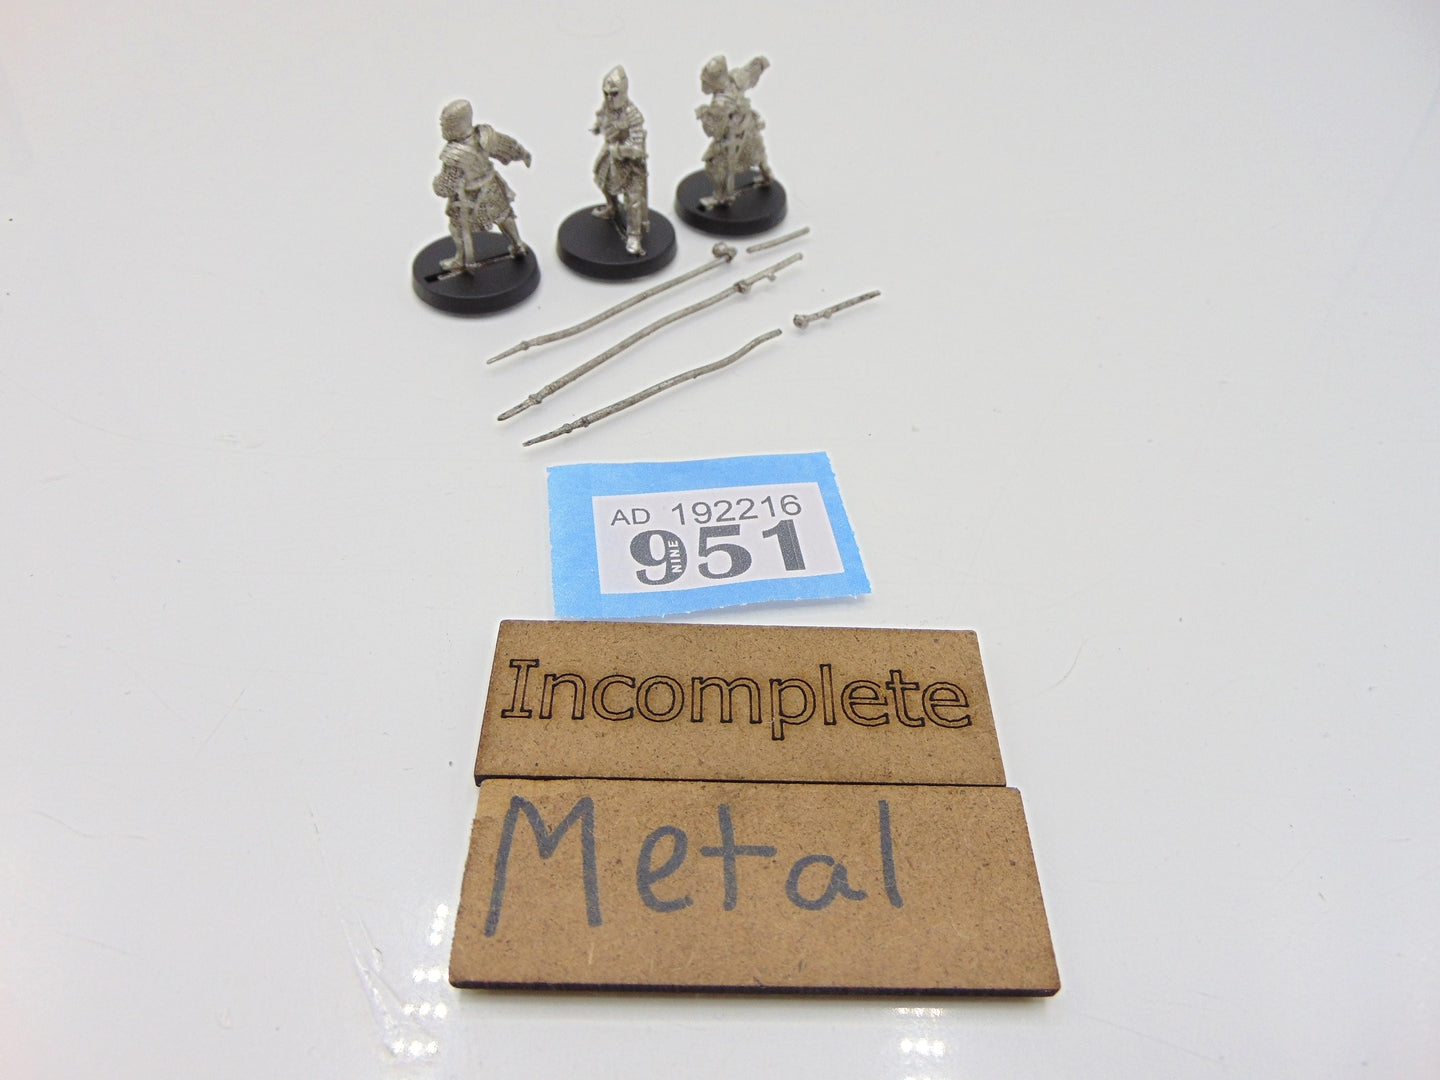 AD 192216
951
NINE
Incomplete
Metal